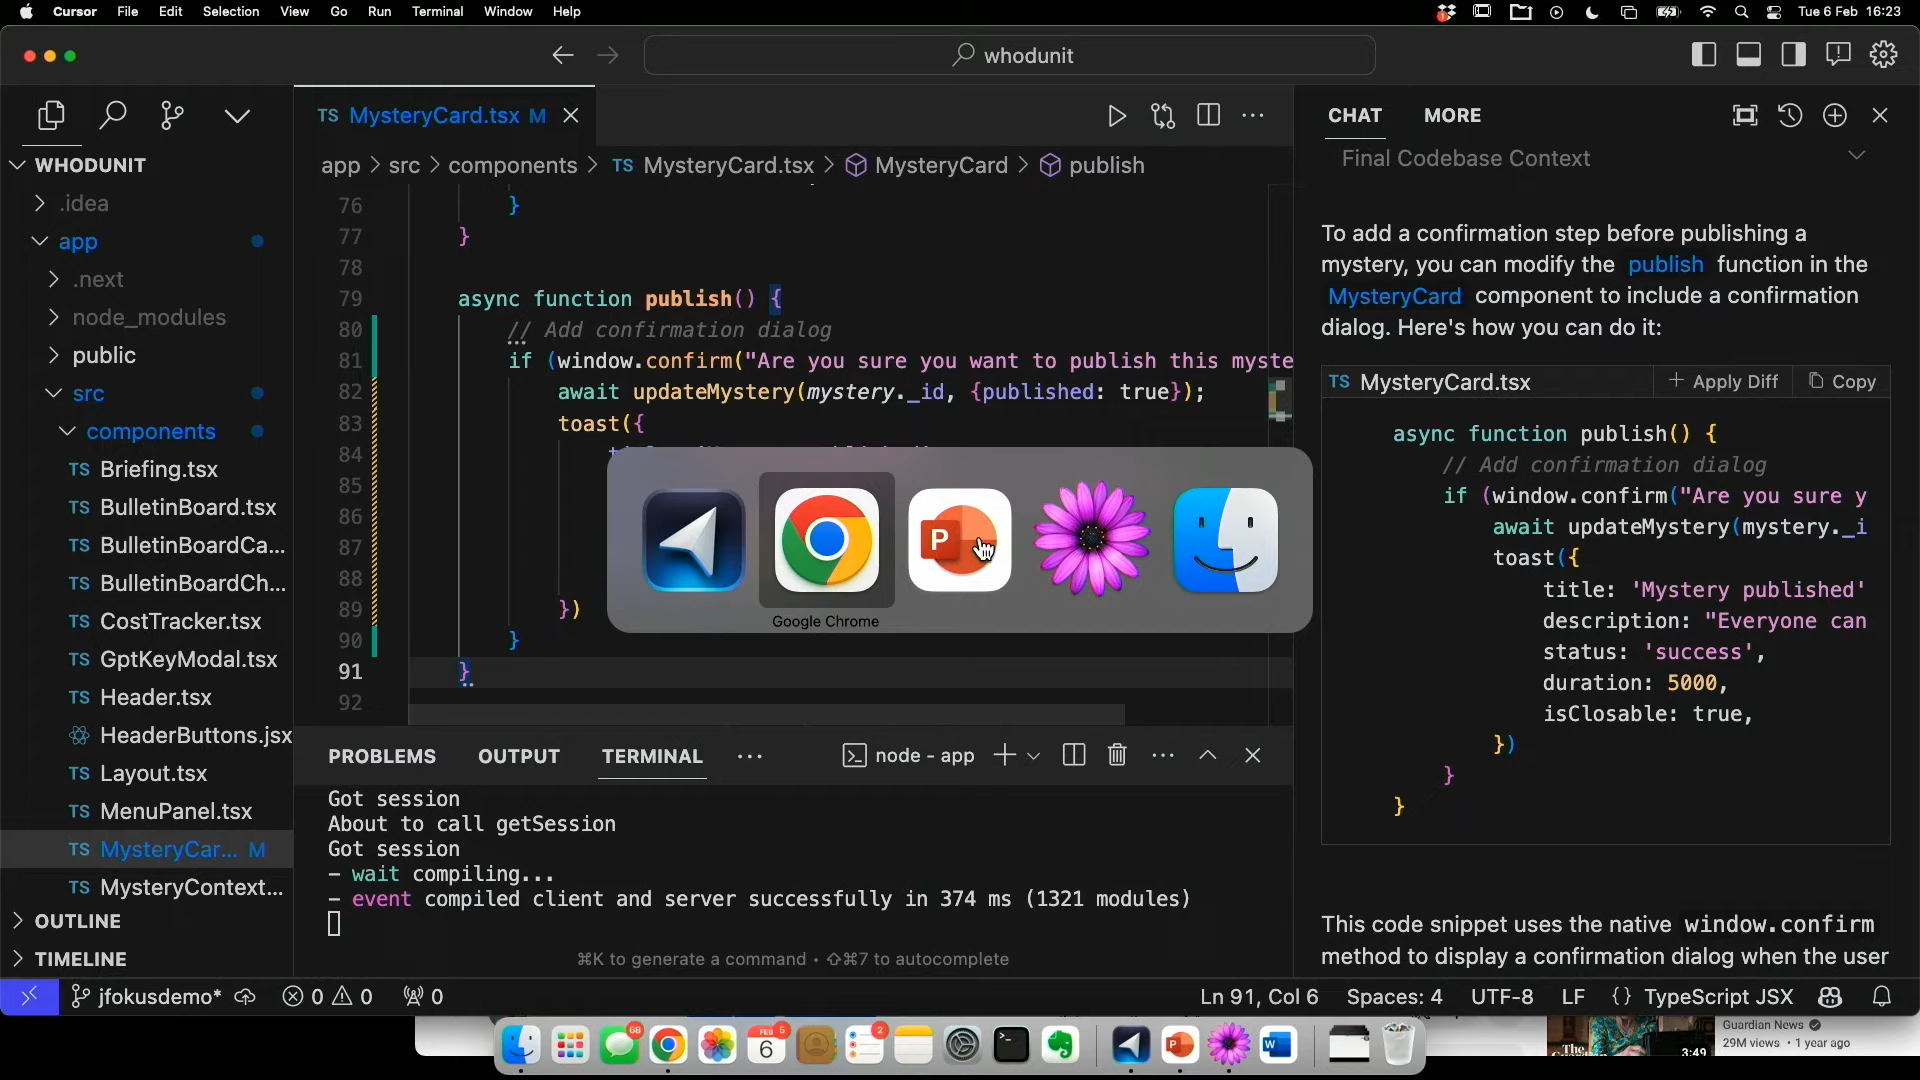 Cursor File Edit Selection View Go Run Terminal Window Help
Tue 6 Feb 16:23
whodunit
TS MysteryCard.tsx M
CHAT MORE
WHODUNIT
app > src > components > TS MysteryCard.tsx > MysteryCard > publish
Final Codebase Context
.idea
app
.next
node_modules
public
src
components
TS Briefing.tsx
TS BulletinBoard.tsx
TS BulletinBoardCa...
TS BulletinBoardCh...
TS CostTracker.tsx
TS GptKeyModal.tsx
TS Header.tsx
HeaderButtons.jsx
TS Layout.tsx
TS MenuPanel.tsx
TS MysteryCar... M
TS MysteryContext...
OUTLINE
TIMELINE
76 }
77 }
78
79 async function publish() {
80 // Add confirmation dialog
81 if (window.confirm("Are you sure you want to publish this myste
82 await updateMystery(mystery._id, {published: true});
83 toast({
84
85
86
87
88
89 })
90 }
91 }
92
Google Chrome
PROBLEMS OUTPUT TERMINAL ...
node - app
Got session
About to call getSession
Got session
- wait compiling...
- event compiled client and server successfully in 374 ms (1321 modules)
⌘K to generate a command · ⇧⌘7 to autocomplete
To add a confirmation step before publishing a
mystery, you can modify the publish function in the
MysteryCard component to include a confirmation
dialog. Here's how you can do it:
TS MysteryCard.tsx + Apply Diff Copy
async function publish() {
// Add confirmation dialog
if (window.confirm("Are you sure y
await updateMystery(mystery._i
toast({
title: 'Mystery published'
description: "Everyone can
status: 'success',
duration: 5000,
isClosable: true,
})
}
}
This code snippet uses the native window.confirm
method to display a confirmation dialog when the user
jfokusdemo* 0 0 0
Ln 91, Col 6 Spaces: 4 UTF-8 LF {} TypeScript JSX
68
FEB 5
6
2
P
W
The
3:49
Guardian News
29M views • 1 year ago